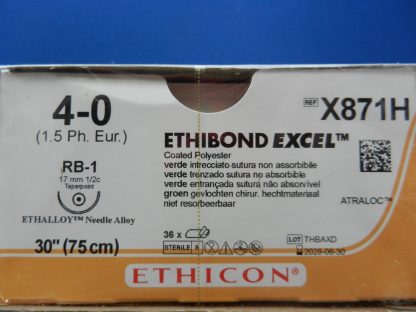 4-0
(1.5 Ph. Eur.)
RB-1
17 mm 1/2c
Taperpoint
ETHALLOY™ Needle Alloy
30" (75 cm)
REF X871H
ETHIBOND EXCEL™
Coated Polyester
verde intrecciato sutura non assorbibile
verde trenzado sutura no absorbible
verde entrançada sutura não absorvível
groen gevlochten chirur. hechtmateriaal
niet resorbeerbaar
ATRALOC™
36 x
STERILE R
LOT THBAXD
2028-06-30
ETHICON®